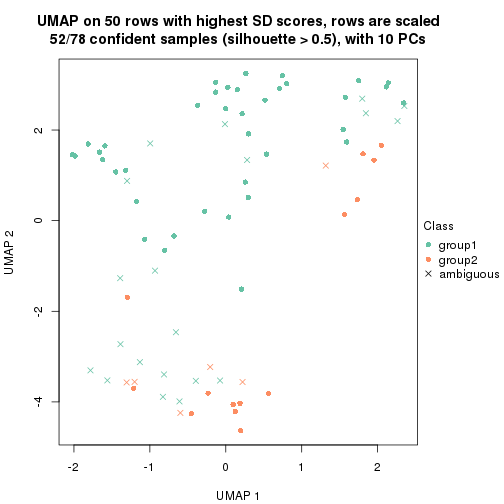 UMAP on 50 rows with highest SD scores, rows are scaled
52/78 confident samples (silhouette > 0.5), with 10 PCs
UMAP 2
2
0
-2
-4
-2
-1
0
1
2
UMAP 1
Class
group1
group2
ambiguous